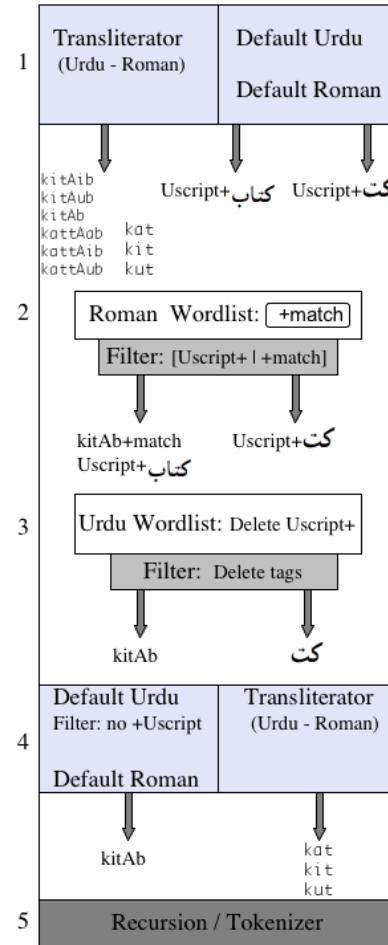 1
Transliterator
(Urdu - Roman)
Default Urdu
Default Roman
kitAib
kitAub
kitAb
kattAab
kattAib
kattAub
kat
kit
kut
Uscript+کتاب
Uscript+کت
2
Roman Wordlist: +match
Filter: [Uscript+ | +match]
kitAb+match
Uscript+کتاب
Uscript+کت
3
Urdu Wordlist: Delete Uscript+
Filter: Delete tags
kitAb
کت
4
Default Urdu
Filter: no +Uscript
Default Roman
Transliterator
(Urdu - Roman)
kitAb
kat
kit
kut
5
Recursion / Tokenizer